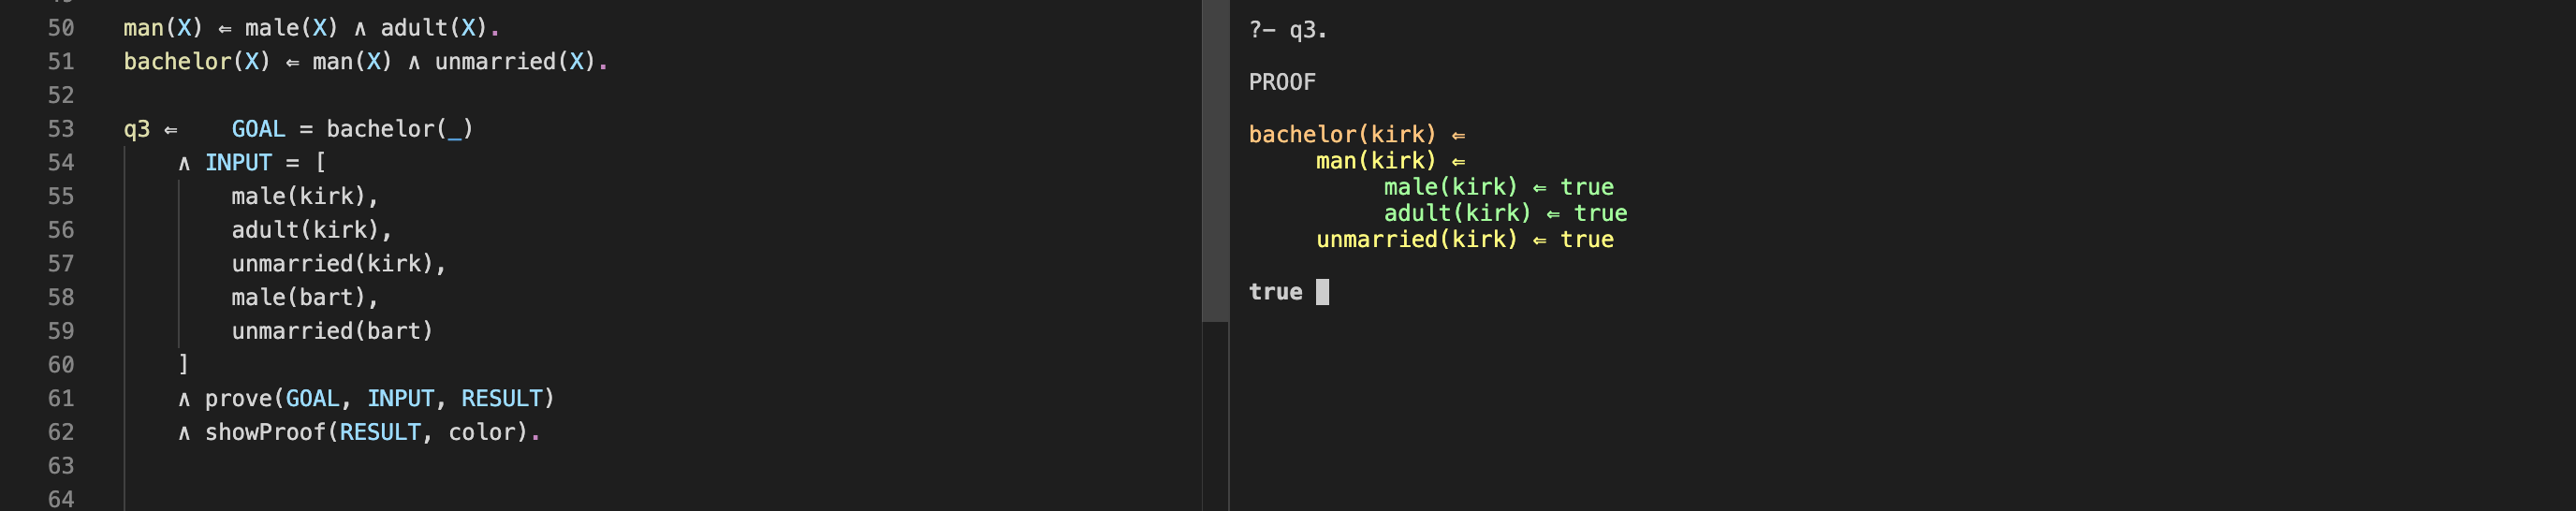 50 man(X) ⇐ male(X) ∧ adult(X).
51 bachelor(X) ⇐ man(X) ∧ unmarried(X).
52
53 q3 ⇐ GOAL = bachelor(_)
54 ∧ INPUT = [
55 male(kirk),
56 adult(kirk),
57 unmarried(kirk),
58 male(bart),
59 unmarried(bart)
60 ]
61 ∧ prove(GOAL, INPUT, RESULT)
62 ∧ showProof(RESULT, color).
63
64
?- q3.
PROOF
bachelor(kirk) ⇐
man(kirk) ⇐
male(kirk) ⇐ true
adult(kirk) ⇐ true
unmarried(kirk) ⇐ true
true